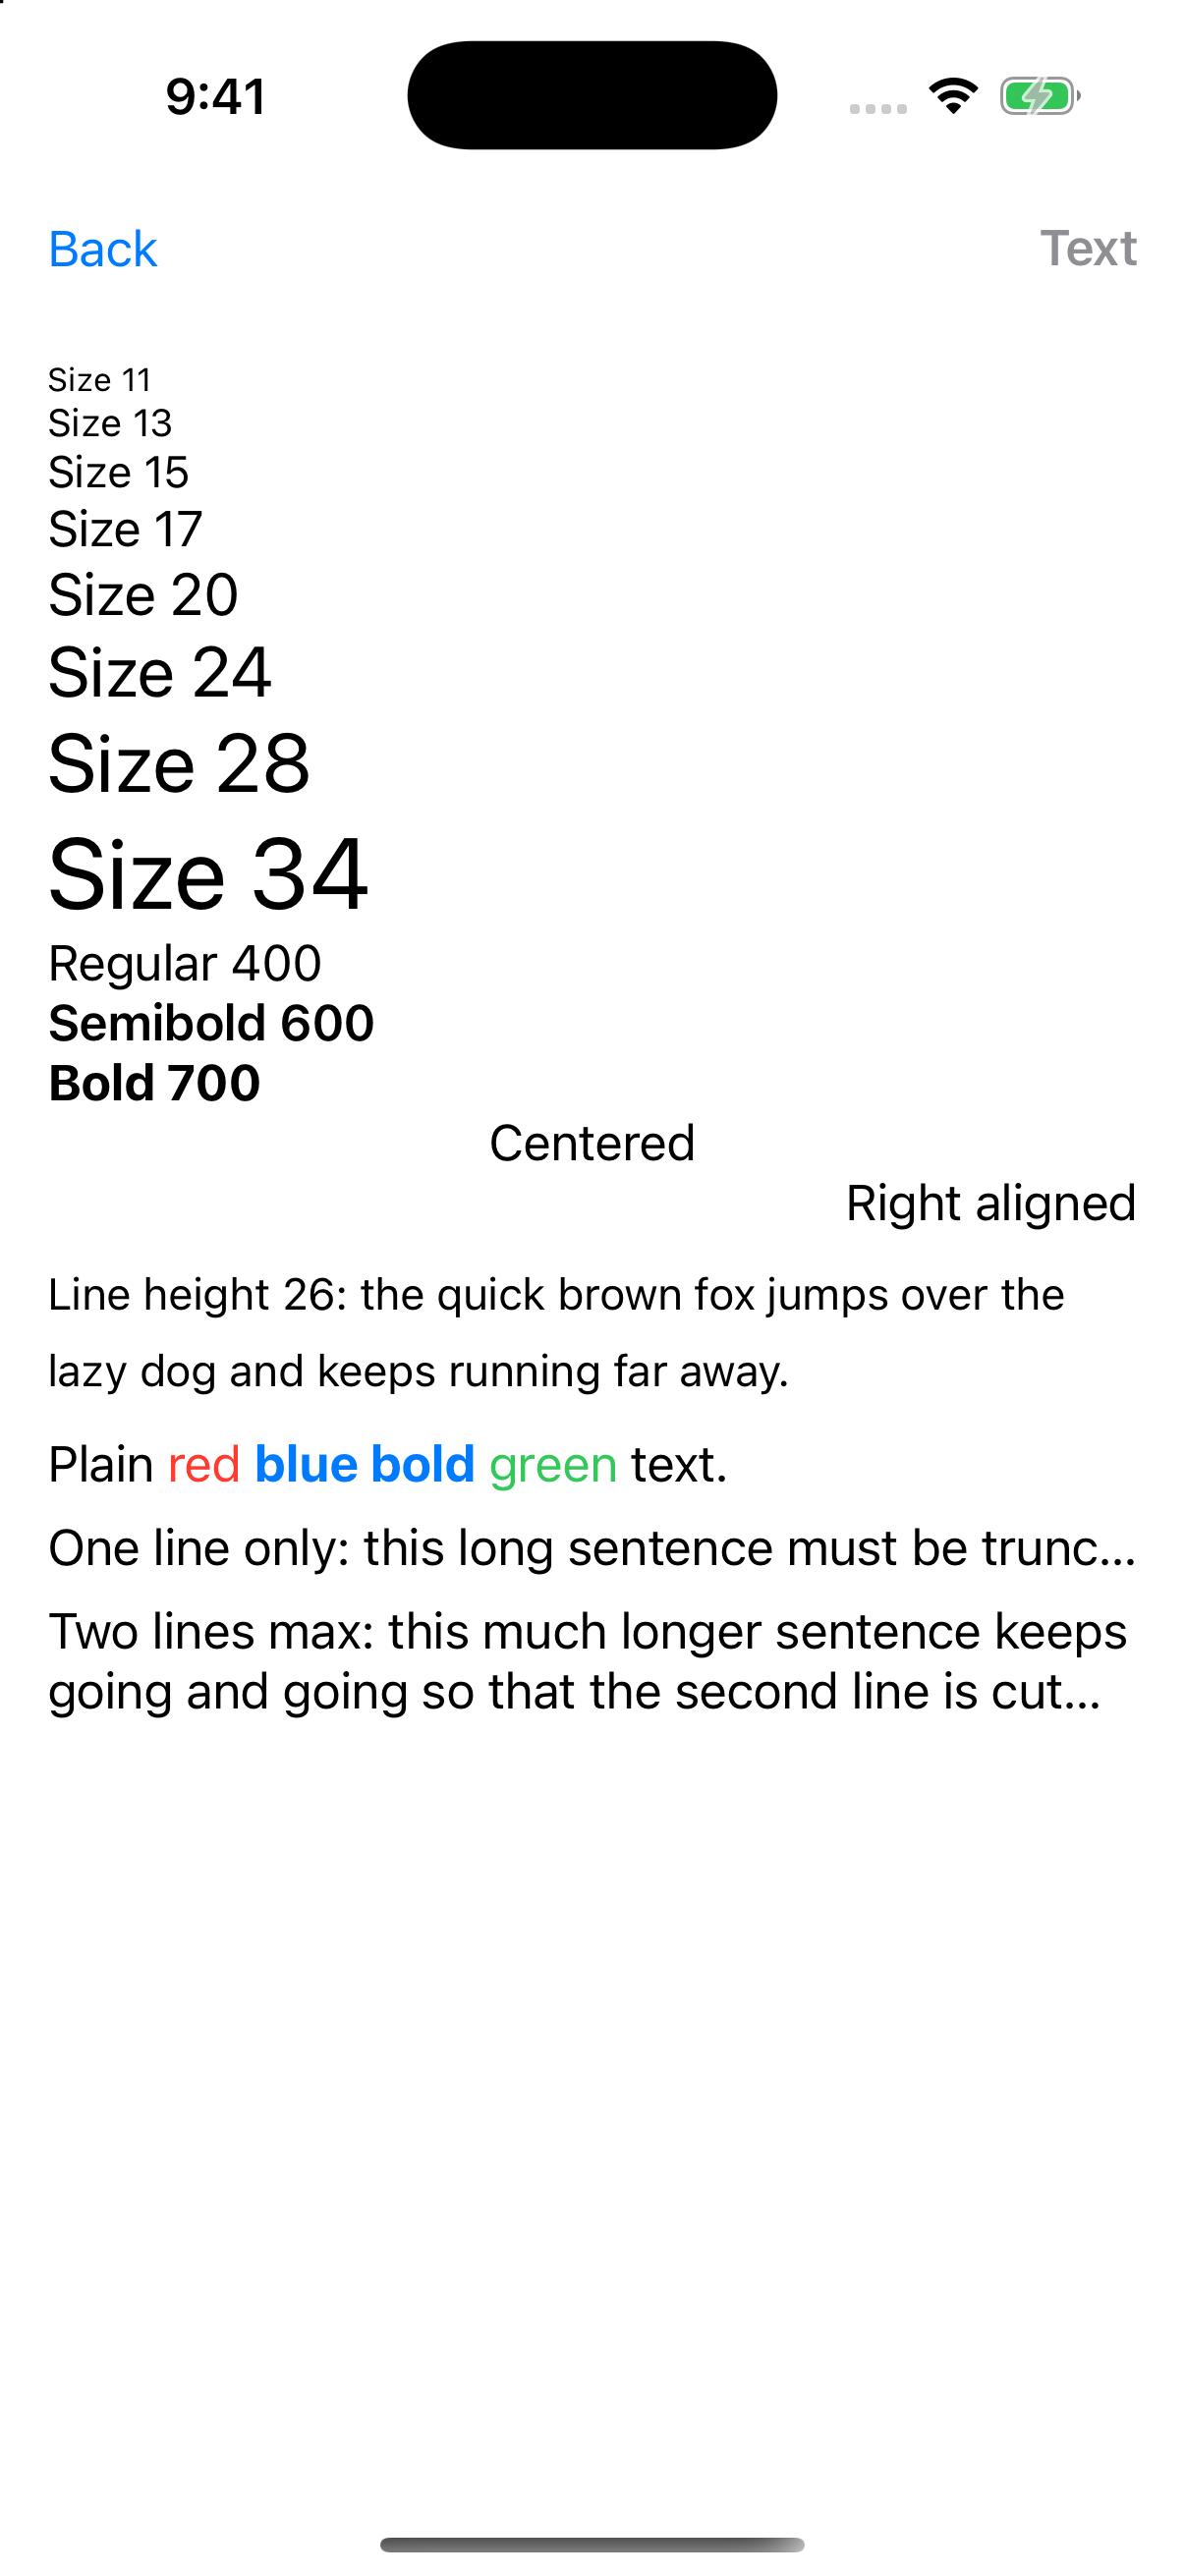 9:41
Back
Text
Size 11
Size 13
Size 15
Size 17
Size 20
Size 24
Size 28
Size 34
Regular 400
Semibold 600
Bold 700
Centered
Right aligned
Line height 26: the quick brown fox jumps over the
lazy dog and keeps running far away.
Plain red blue bold green text.
One line only: this long sentence must be trunc...
Two lines max: this much longer sentence keeps
going and going so that the second line is cut...